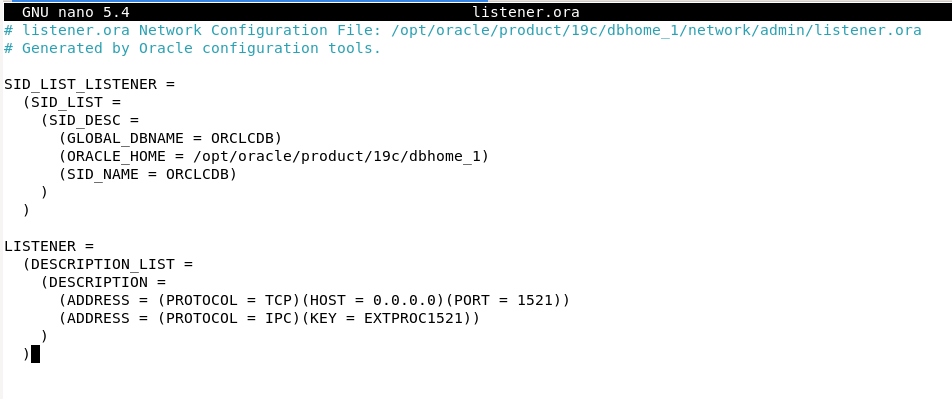 GNU nano 5.4 listener.ora
# listener.ora Network Configuration File: /opt/oracle/product/19c/dbhome_1/network/admin/listener.ora
# Generated by Oracle configuration tools.

SID_LIST_LISTENER =
  (SID_LIST =
    (SID_DESC =
      (GLOBAL_DBNAME = ORCLCDB)
      (ORACLE_HOME = /opt/oracle/product/19c/dbhome_1)
      (SID_NAME = ORCLCDB)
    )
  )

LISTENER =
  (DESCRIPTION_LIST =
    (DESCRIPTION =
      (ADDRESS = (PROTOCOL = TCP)(HOST = 0.0.0.0)(PORT = 1521))
      (ADDRESS = (PROTOCOL = IPC)(KEY = EXTPROC1521))
    )
  )